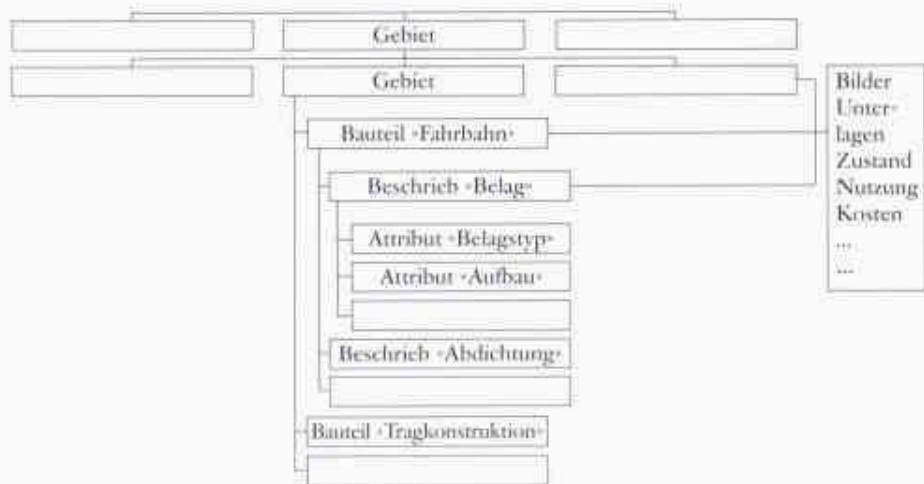 Gebiet
Gebiet
Bauteil «Fahrbahn»
Beschrieb «Belag»
Attribut «Belagstyp»
Attribut «Aufbau»
Beschrieb «Abdichtung»
Bauteil «Tragkonstruktion»
Bilder
Unter-
lagen
Zustand
Nutzung
Kosten
...
...